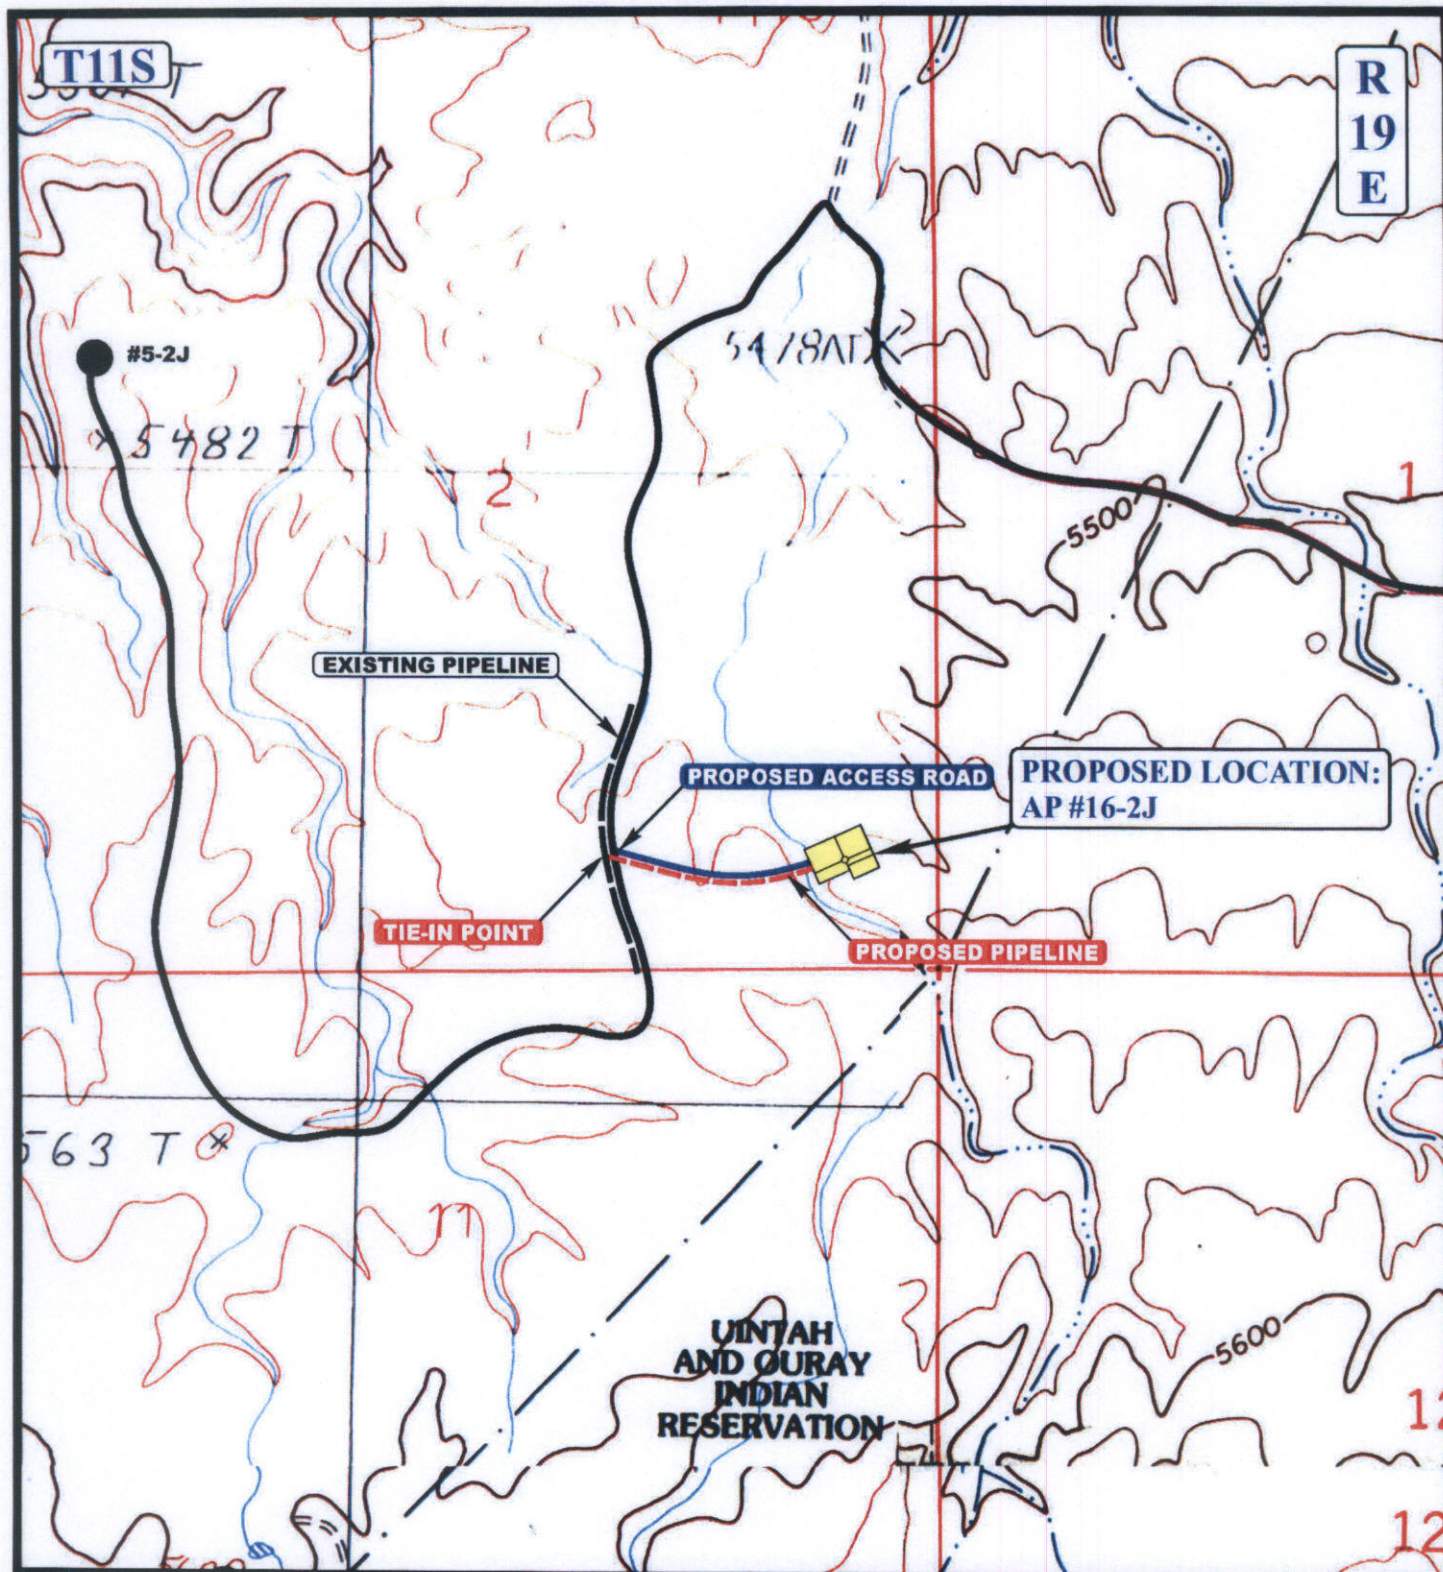 T11S
R
19
E
#5-2J
5482 T
2
1
5500
EXISTING PIPELINE
PROPOSED ACCESS ROAD
PROPOSED LOCATION:
AP #16-2J
TIE-IN POINT
PROPOSED PIPELINE
563 T
11
UINTAH
AND OURAY
INDIAN
RESERVATION
5600
12
12